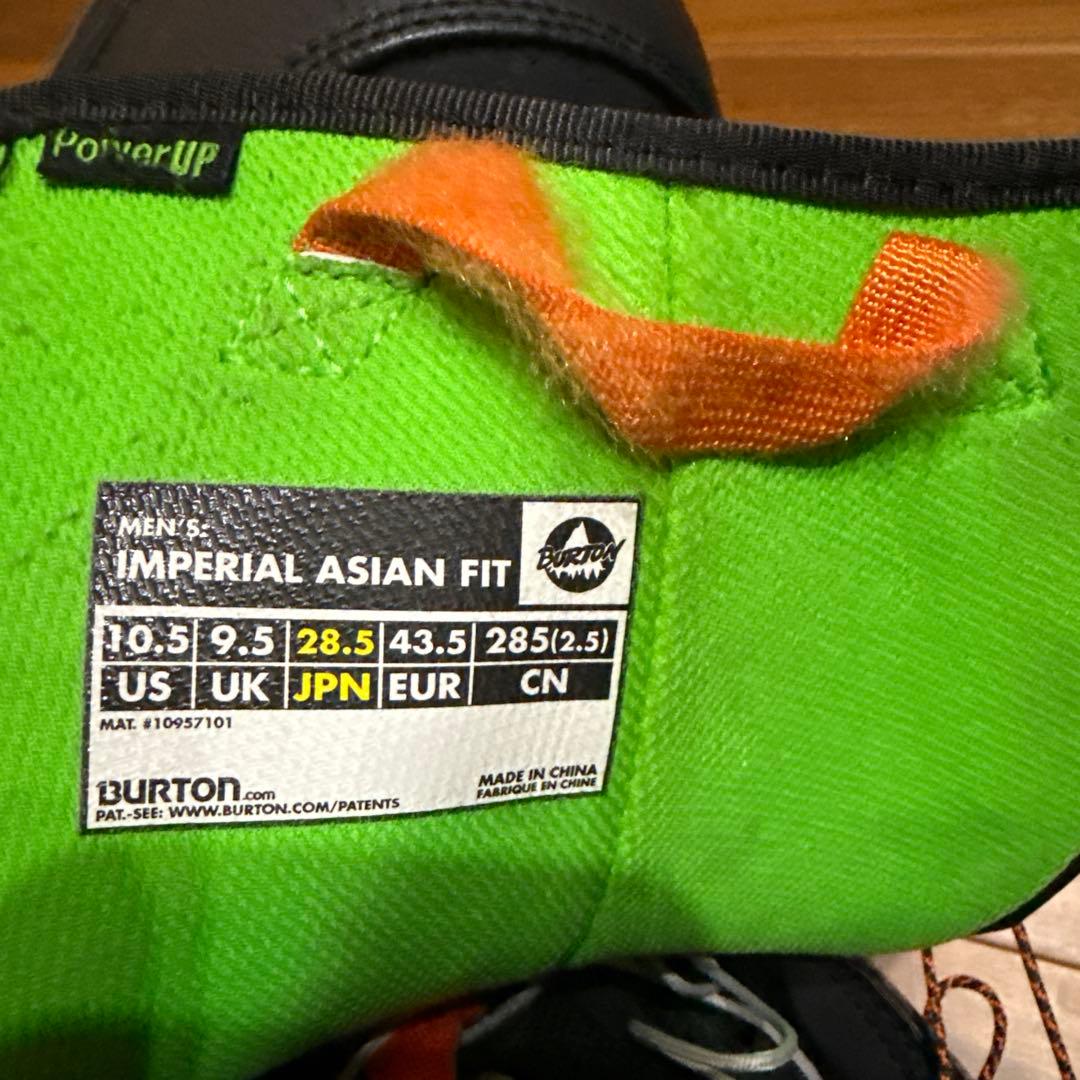 PowerUP
MEN'S:
IMPERIAL ASIAN FIT
BURTON
10.5 9.5 28.5 43.5 285(2.5)
US UK JPN EUR CN
MAT. #10957101
BURTON.com
MADE IN CHINA
FABRIQUE EN CHINE
PAT.-SEE: WWW.BURTON.COM/PATENTS